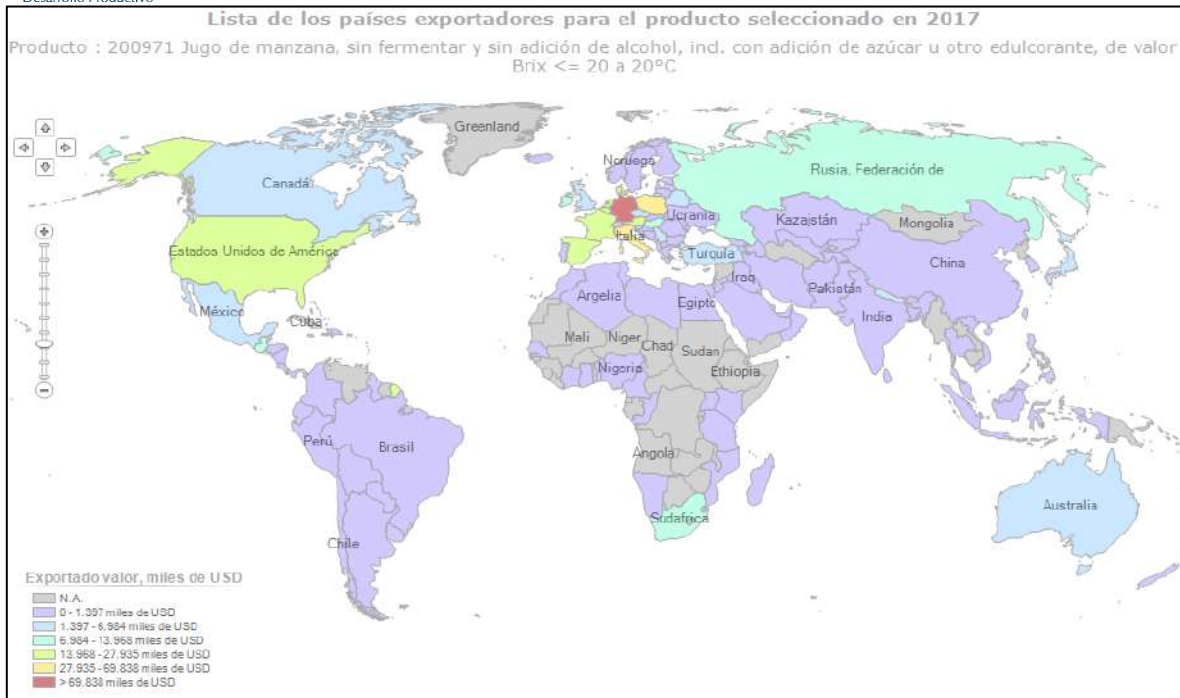 Desarrollo Productivo
Lista de los países exportadores para el producto seleccionado en 2017
Producto : 200971 Jugo de manzana, sin fermentar y sin adición de alcohol, incl. con adición de azúcar u otro edulcorante, de valor
Brix <= 20 a 20°C
Greenland
Noruega
Rusia, Federación de
Canadá
Ucrania
Kazajstán
Mongolia
Estados Unidos de América
Italia
Turquía
China
Iraq
Pakistán
Argelia
Egipto
India
México
Cuba
Mali
Niger
Chad
Sudan
Nigeria
Ethiopia
Perú
Brasil
Angola
Australia
Sudáfrica
Chile
Exportado valor, miles de USD
N.A.
0 - 1.397 miles de USD
1.397 - 6.984 miles de USD
6.984 - 13.968 miles de USD
13.968 - 27.935 miles de USD
27.935 - 69.838 miles de USD
> 69.838 miles de USD